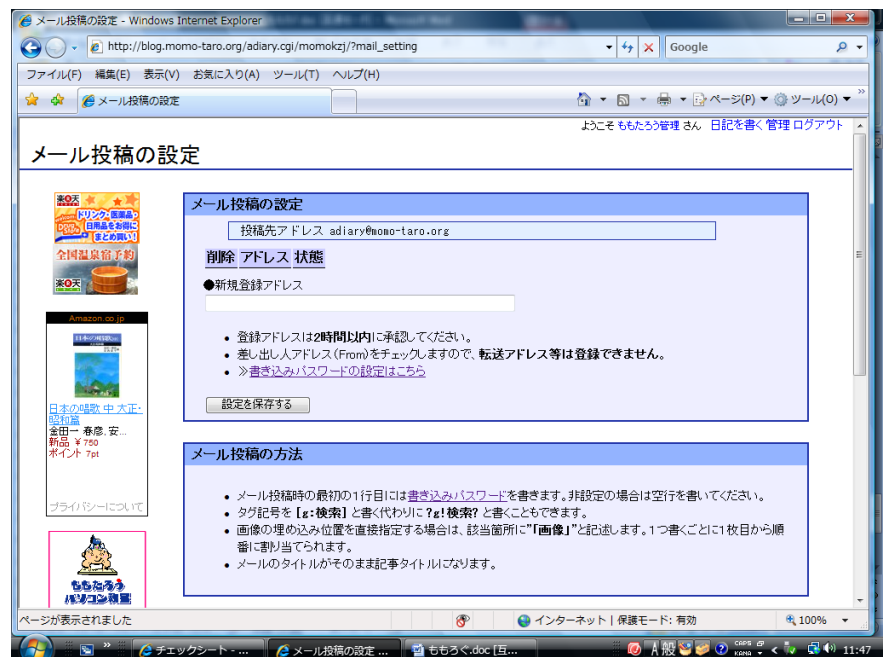 メール投稿の設定 - Windows Internet Explorer
http://blog.momo-taro.org/adiary.cgi/momokzj/?mail_setting
Google
ファイル(F) 編集(E) 表示(V) お気に入り(A) ツール(T) ヘルプ(H)
メール投稿の設定
ページ(P) ツール(O)
ようこそ ももたろう管理 さん 日記を書く 管理 ログアウト
メール投稿の設定
楽天
ドリンク・医薬品・
日用品をお得に
まとめ買い!
全国温泉宿予約
楽天
Amazon.co.jp
日本の唱歌 中 大正・
昭和篇
金田一 春彦, 安...
新品 ¥750
ポイント 7pt
プライバシーについて
ももたろう
パソコン教室
メール投稿の設定
投稿先アドレス adiary@momo-taro.org
削除 アドレス 状態
●新規登録アドレス
• 登録アドレスは2時間以内に承認してください。
• 差し出し人アドレス(From)をチェックしますので、転送アドレス等は登録できません。
• ≫書き込みパスワードの設定はこちら
設定を保存する
メール投稿の方法
• メール投稿時の最初の1行目には書き込みパスワードを書きます。非設定の場合は空行を書いてください。
• タグ記号を [g:検索] と書く代わりに ?g!検索? と書くこともできます。
• 画像の埋め込み位置を直接指定する場合は、該当箇所に"「画像」"と記述します。1つ書くごとに1枚目から順
番に割り当てられます。
• メールのタイトルがそのまま記事タイトルになります。
ページが表示されました
インターネット | 保護モード: 有効
100%
チェックシート - ...
メール投稿の設定 ...
ももろぐ.doc [互...
A 般
CAPS
KANA
11:47